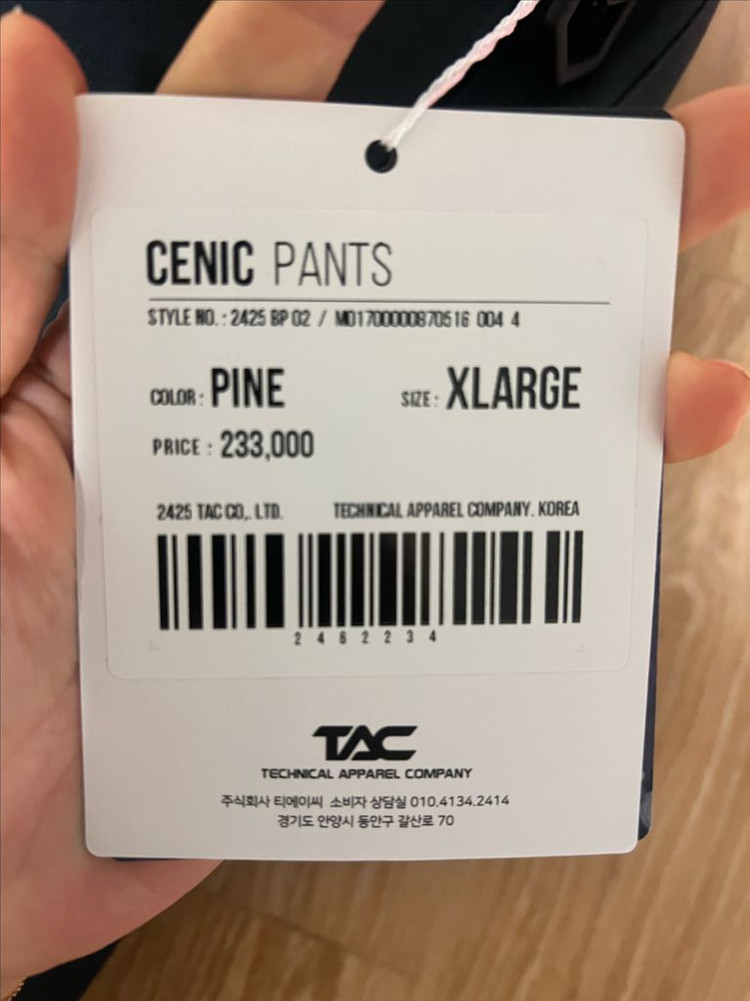 CENIC PANTS
STYLE NO. : 2425 BP 02 / M01700000870516 004 4
COLOR : PINE SIZE : XLARGE
PRICE : 233,000
2425 TAC CO,. LTD. TECHNICAL APPAREL COMPANY. KOREA
2462234
TAC
TECHNICAL APPAREL COMPANY
주식회사 티에이씨 소비자 상담실 010.4134.2414
경기도 안양시 동안구 갈산로 70